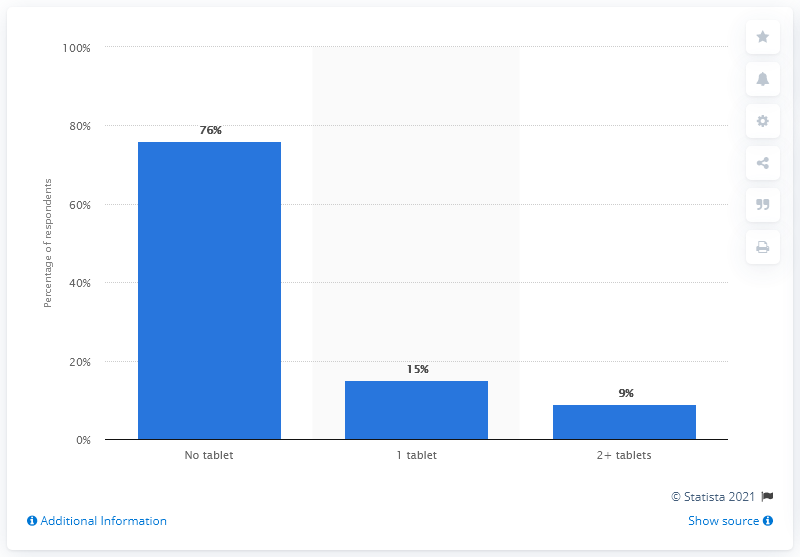 100%
80%
60%
40%
20%
0%
Percentage of respondents
76%
15%
9%
No tablet
1 tablet
2+ tablets
© Statista 2021
Additional Information
Show source